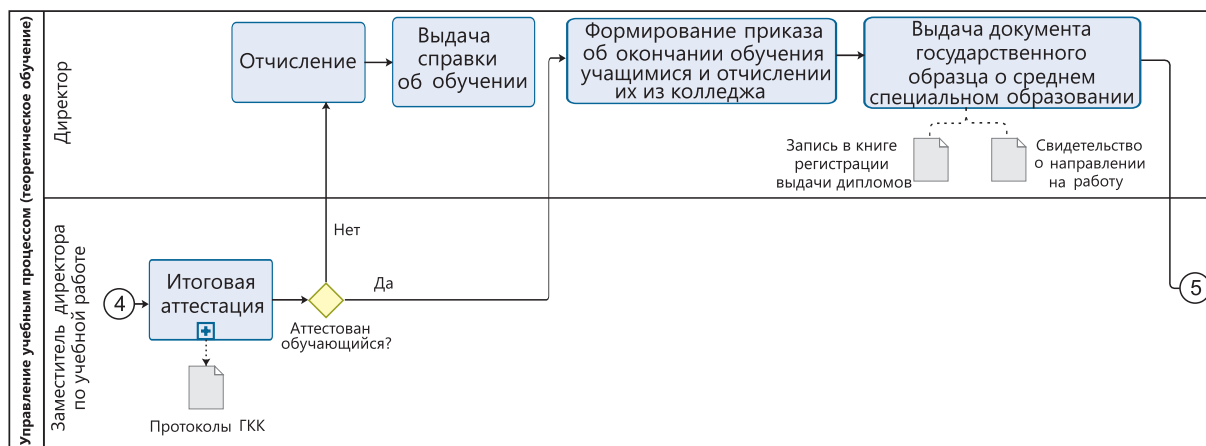 Управление учебным процессом (теоретическое обучение)
Директор
Отчисление
Выдача
справки
об обучении
Формирование приказа
об окончании обучения
учащимися и отчислении
их из колледжа
Выдача документа
государственного
образца о среднем
специальном образовании
Запись в книге
регистрации
выдачи дипломов
Свидетельство
о направлении
на работу
Заместитель директора
по учебной работе
4
Итоговая
аттестация
Протоколы ГКК
Аттестован
обучающийся?
Нет
Да
5